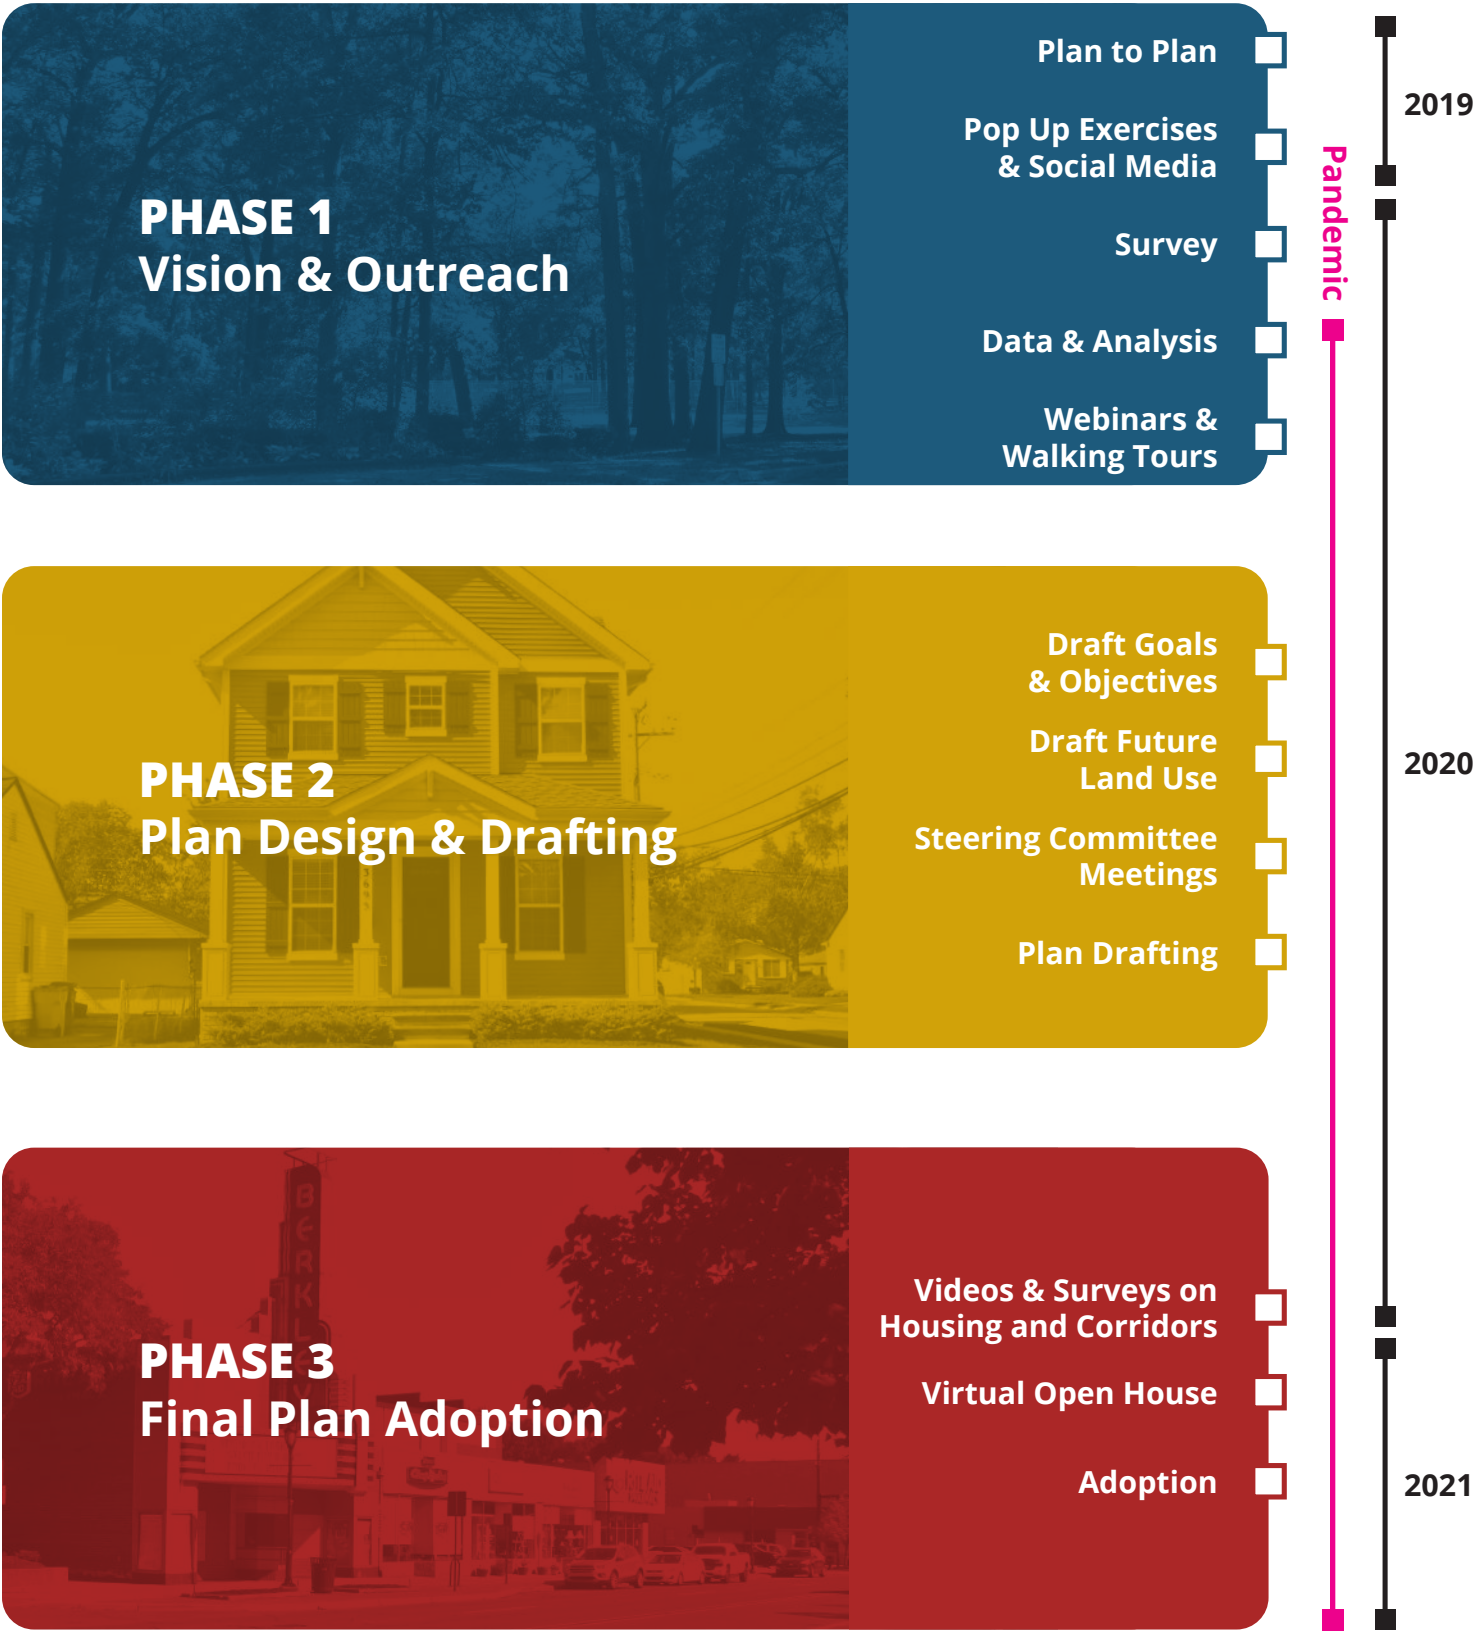 PHASE 1
Vision & Outreach
Plan to Plan
Pop Up Exercises
& Social Media
Survey
Data & Analysis
Webinars &
Walking Tours
PHASE 2
Plan Design & Drafting
Draft Goals
& Objectives
Draft Future
Land Use
Steering Committee
Meetings
Plan Drafting
PHASE 3
Final Plan Adoption
BERKLEY
Videos & Surveys on
Housing and Corridors
Virtual Open House
Adoption
Pandemic
2019
2020
2021